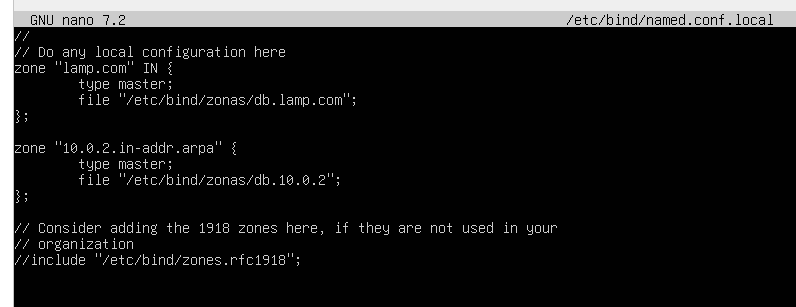 GNU nano 7.2 /etc/bind/named.conf.local
//
// Do any local configuration here
zone "lamp.com" IN {
        type master;
        file "/etc/bind/zonas/db.lamp.com";
};

zone "10.0.2.in-addr.arpa" {
        type master;
        file "/etc/bind/zonas/db.10.0.2";
};

// Consider adding the 1918 zones here, if they are not used in your
// organization
//include "/etc/bind/zones.rfc1918";